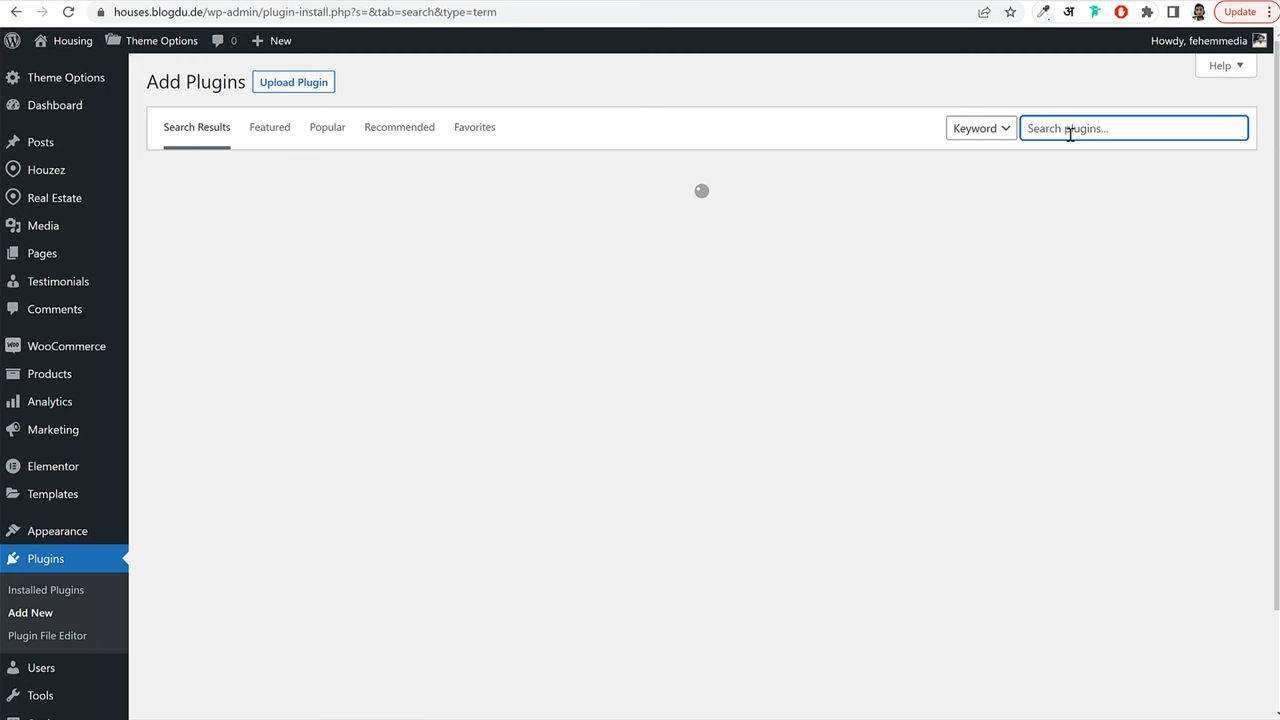 houses.blogdu.de/wp-admin/plugin-install.php?s=&tab=search&type=term
अ
Update
Housing
Theme Options
0
New
Howdy, fehemmedia
Theme Options
Dashboard
Posts
Houzez
Real Estate
Media
Pages
Testimonials
Comments
WooCommerce
Products
Analytics
Marketing
Elementor
Templates
Appearance
Plugins
Installed Plugins
Add New
Plugin File Editor
Users
Tools
Help
Add Plugins
Upload Plugin
Search Results
Featured
Popular
Recommended
Favorites
Keyword
Search plugins...